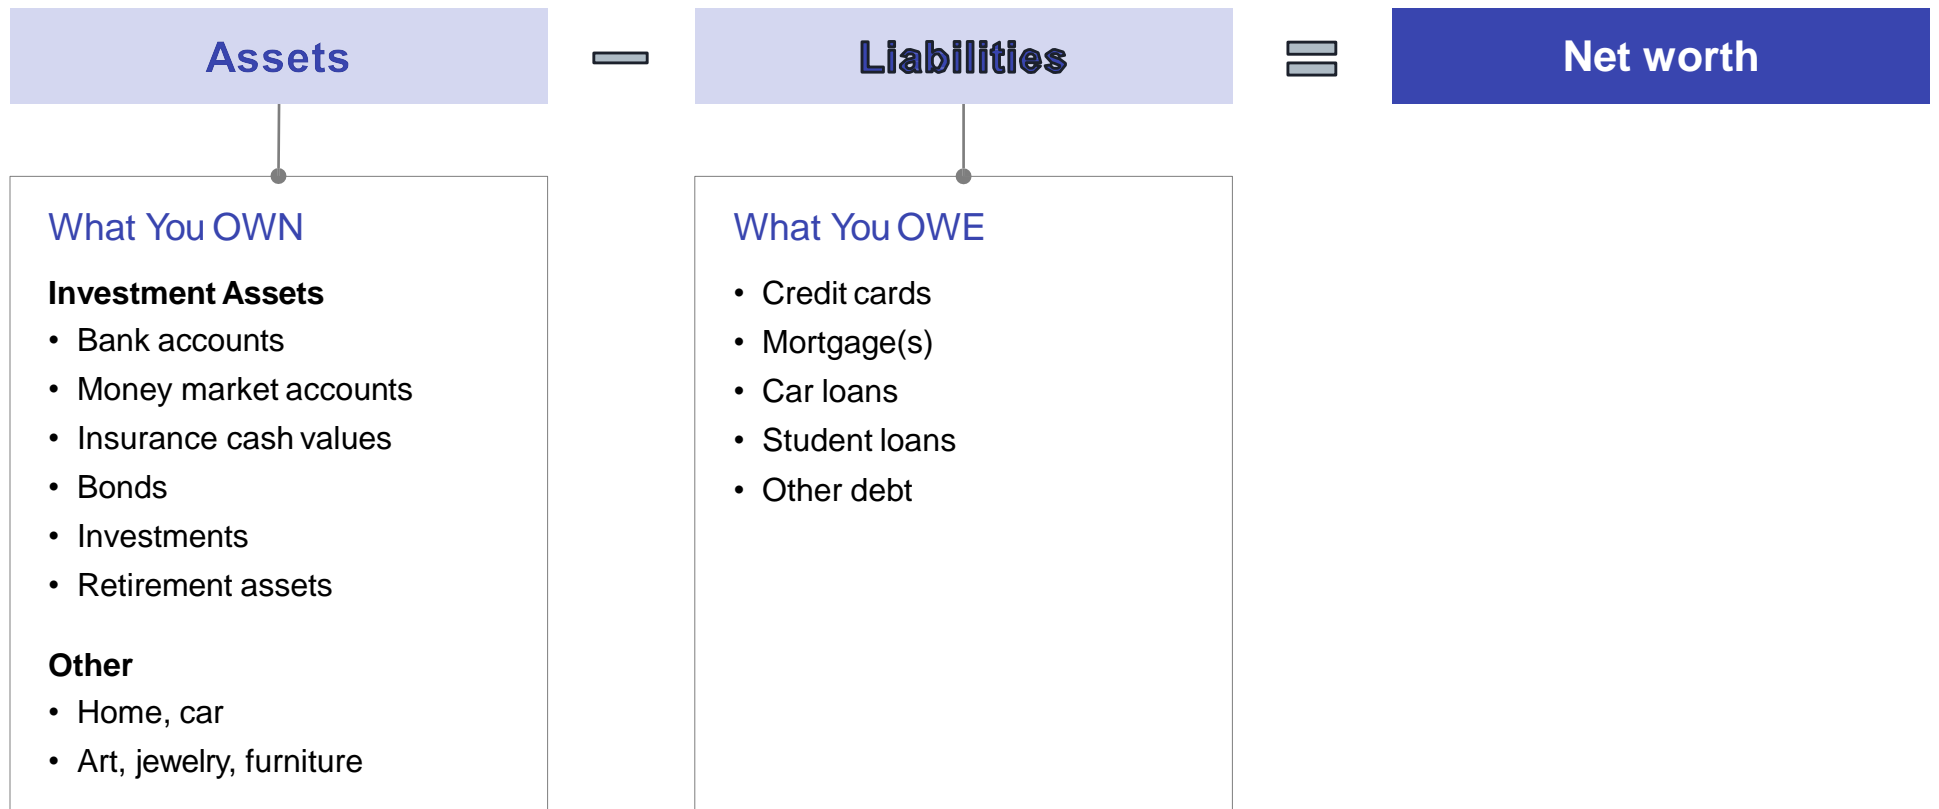 Assets
Liabilities
Net worth
What You OWN
Investment Assets
• Bank accounts
• Money market accounts
• Insurance cash values
• Bonds
• Investments
• Retirement assets
Other
• Home, car
• Art, jewelry, furniture
What You OWE
• Credit cards
• Mortgage(s)
• Car loans
• Student loans
• Other debt